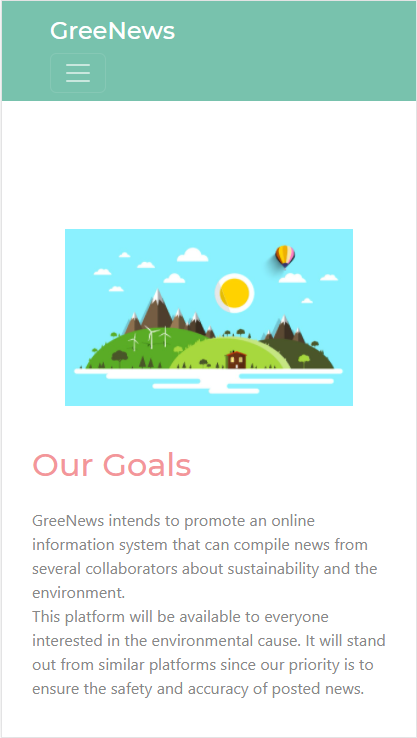 GreeNews
Our Goals
GreeNews intends to promote an online
information system that can compile news from
several collaborators about sustainability and the
environment.
This platform will be available to everyone
interested in the environmental cause. It will stand
out from similar platforms since our priority is to
ensure the safety and accuracy of posted news.